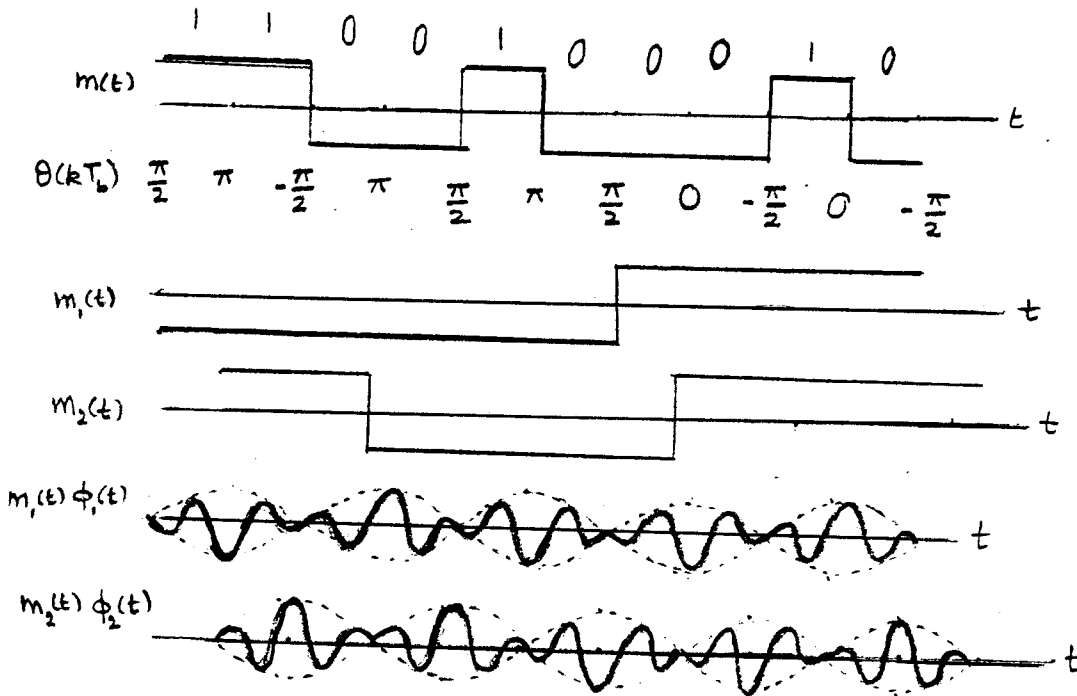 1 1 0 0 1 0 0 0 1 0
m(t) t
θ(kT_b) π/2 π -π/2 π π/2 π π/2 0 -π/2 0 -π/2
m₁(t) t
m₂(t) t
m₁(t) ϕ₁(t) t
m₂(t) ϕ₂(t) t